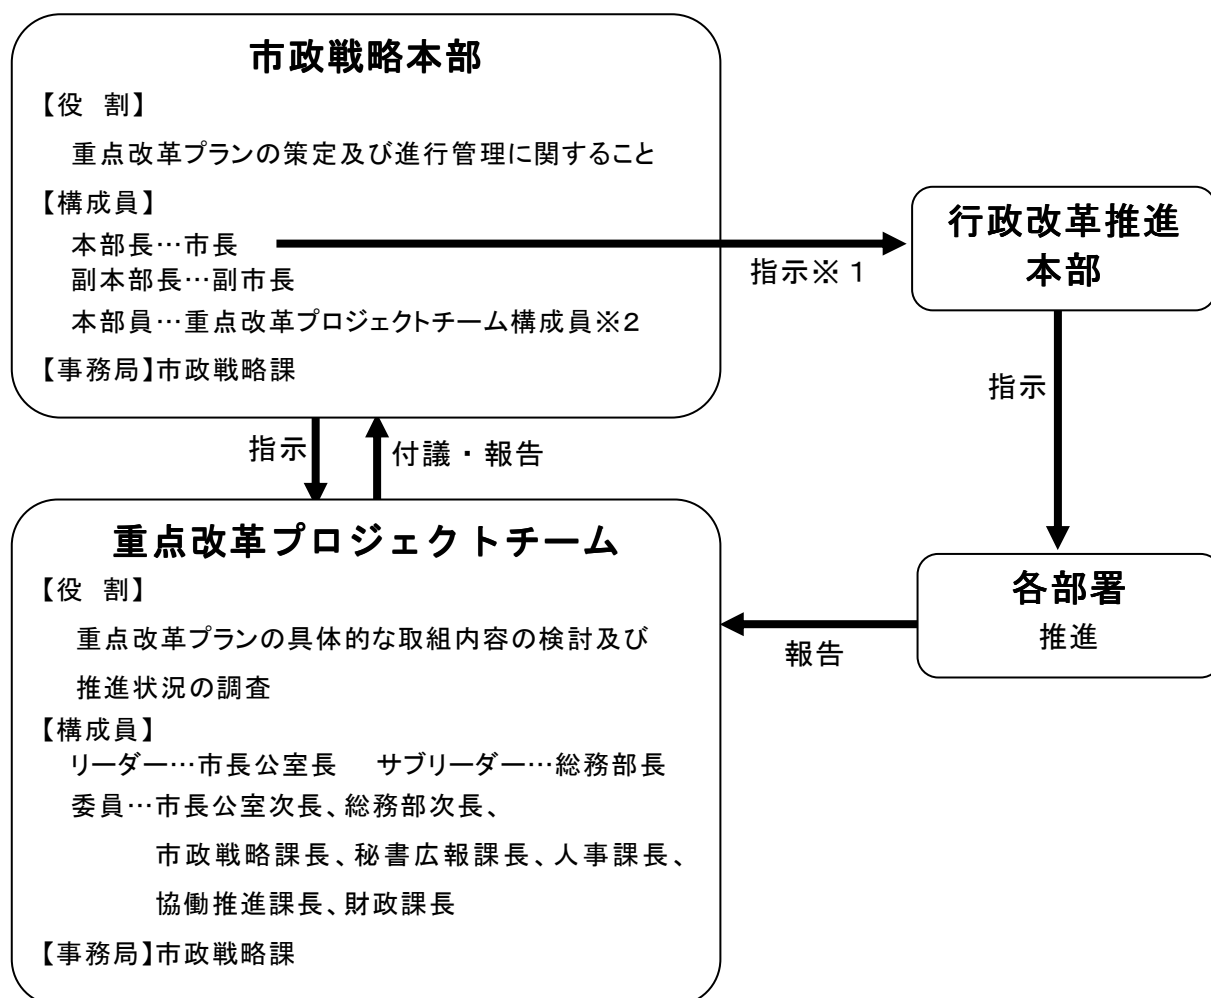 市政戦略本部
【役 割】
重点改革プランの策定及び進行管理に関すること
【構成員】
本部長…市長
副本部長…副市長
本部員…重点改革プロジェクトチーム構成員※2
【事務局】市政戦略課
指示※1
行政改革推進
本部
指示
指示
付議・報告
重点改革プロジェクトチーム
【役 割】
重点改革プランの具体的な取組内容の検討及び
推進状況の調査
【構成員】
リーダー…市長公室長 サブリーダー…総務部長
委員…市長公室次長、総務部次長、
市政戦略課長、秘書広報課長、人事課長、
協働推進課長、財政課長
【事務局】市政戦略課
各部署
推進
報告